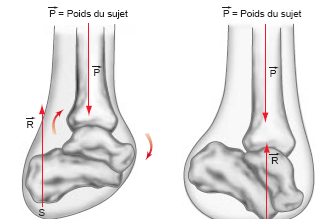 P⃗ = Poids du sujet
P⃗ = Poids du sujet
P⃗
P⃗
R⃗
R⃗
S